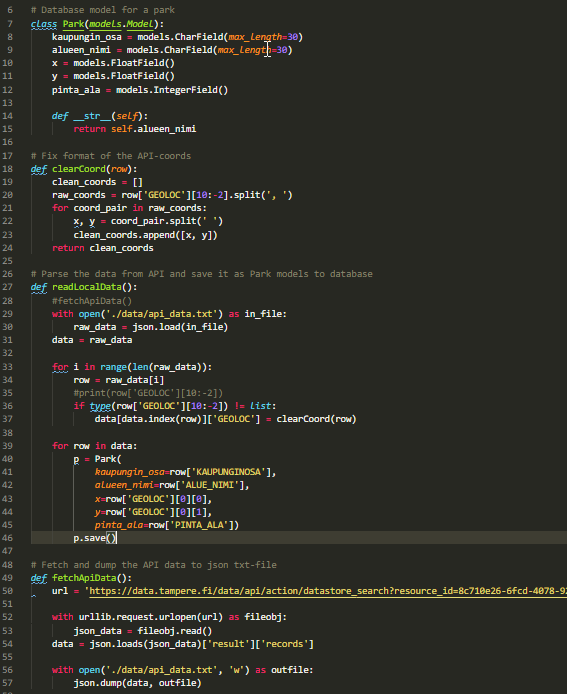 6 # Database model for a park
7 class Park(models.Model):
8 kaupungin_osa = models.CharField(max_length=30)
9 alueen_nimi = models.CharField(max_length=30)
10 x = models.FloatField()
11 y = models.FloatField()
12 pinta_ala = models.IntegerField()
13
14 def __str__(self):
15 return self.alueen_nimi
16
17 # Fix format of the API-coords
18 def clearCoord(row):
19 clean_coords = []
20 raw_coords = row['GEOLOC'][10:-2].split(', ')
21 for coord_pair in raw_coords:
22 x, y = coord_pair.split(' ')
23 clean_coords.append([x, y])
24 return clean_coords
25
26 # Parse the data from API and save it as Park models to database
27 def readLocalData():
28 #fetchApiData()
29 with open('./data/api_data.txt') as in_file:
30 raw_data = json.load(in_file)
31 data = raw_data
32
33 for i in range(len(raw_data)):
34 row = raw_data[i]
35 #print(row['GEOLOC'][10:-2])
36 if type(row['GEOLOC'][10:-2]) != list:
37 data[data.index(row)]['GEOLOC'] = clearCoord(row)
38
39 for row in data:
40 p = Park(
41 kaupungin_osa=row['KAUPUNGINOSA'],
42 alueen_nimi=row['ALUE_NIMI'],
43 x=row['GEOLOC'][0][0],
44 y=row['GEOLOC'][0][1],
45 pinta_ala=row['PINTA_ALA'])
46 p.save()
47
48 # Fetch and dump the API data to json txt-file
49 def fetchApiData():
50 url = 'https://data.tampere.fi/data/api/action/datastore_search?resource_id=8c710e26-6fcd-4078-92
51
52 with urllib.request.urlopen(url) as fileobj:
53 json_data = fileobj.read()
54 data = json.loads(json_data)['result']['records']
55
56 with open('./data/api_data.txt', 'w') as outfile:
57 json.dump(data, outfile)